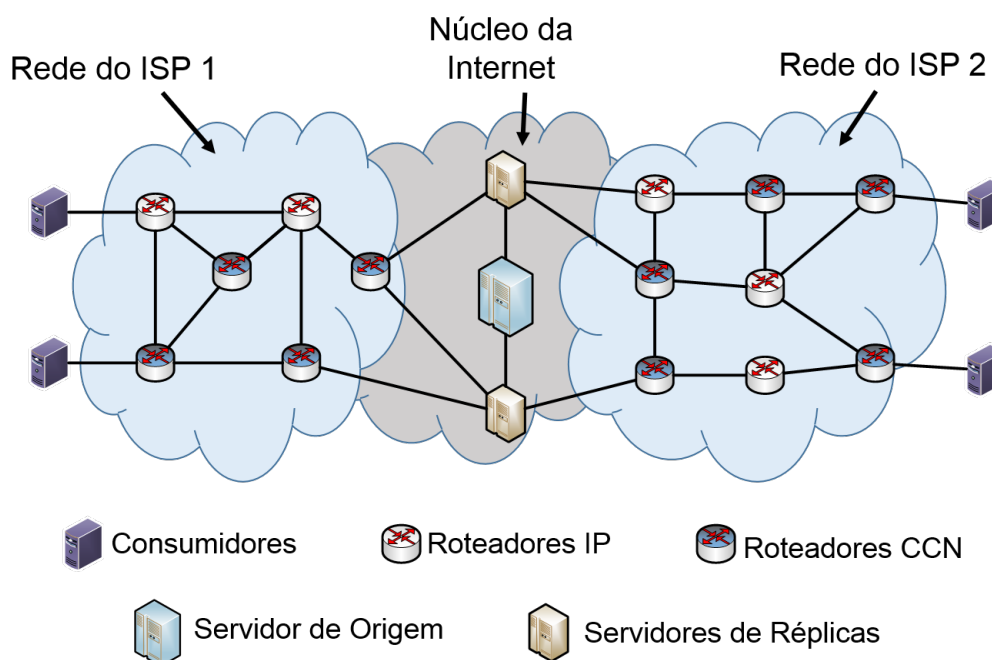 Núcleo da
Internet
Rede do ISP 1
Rede do ISP 2
Consumidores
Roteadores IP
Roteadores CCN
Servidor de Origem
Servidores de Réplicas